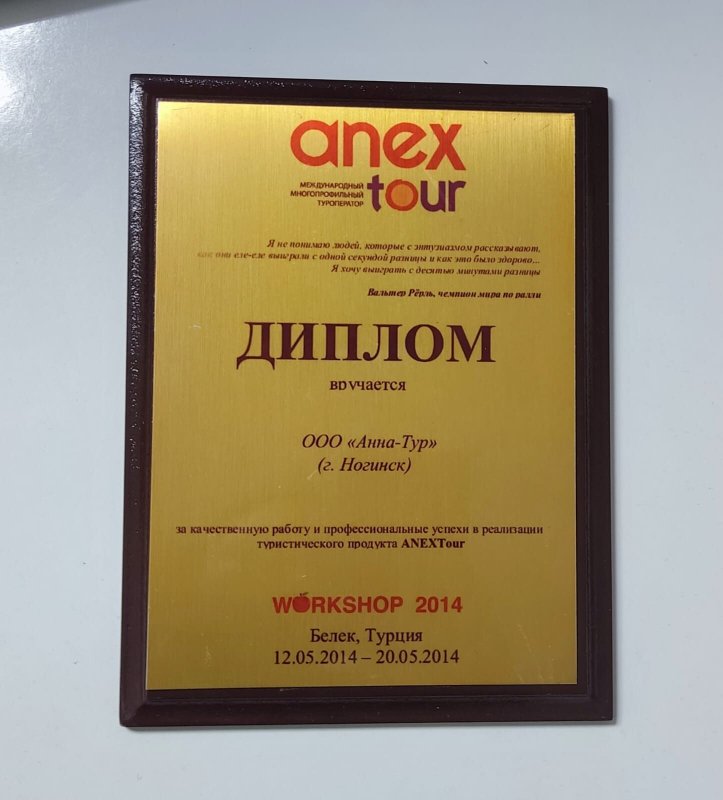 anex
МЕЖДУНАРОДНЫЙ
МНОГОПРОФИЛЬНЫЙ
ТУРОПЕРАТОР
tour
Я не понимаю людей, которые с энтузиазмом рассказывают,
как они еле-еле выиграли с одной секундой разницы и как это было здорово...
Я хочу выиграть с десятью минутами разницы
Вальтер Рёрль, чемпион мира по ралли
ДИПЛОМ
вручается
ООО «Анна-Тур»
(г. Ногинск)
за качественную работу и профессиональные успехи в реализации
туристического продукта ANEXTour
WORKSHOP 2014
Белек, Турция
12.05.2014 – 20.05.2014